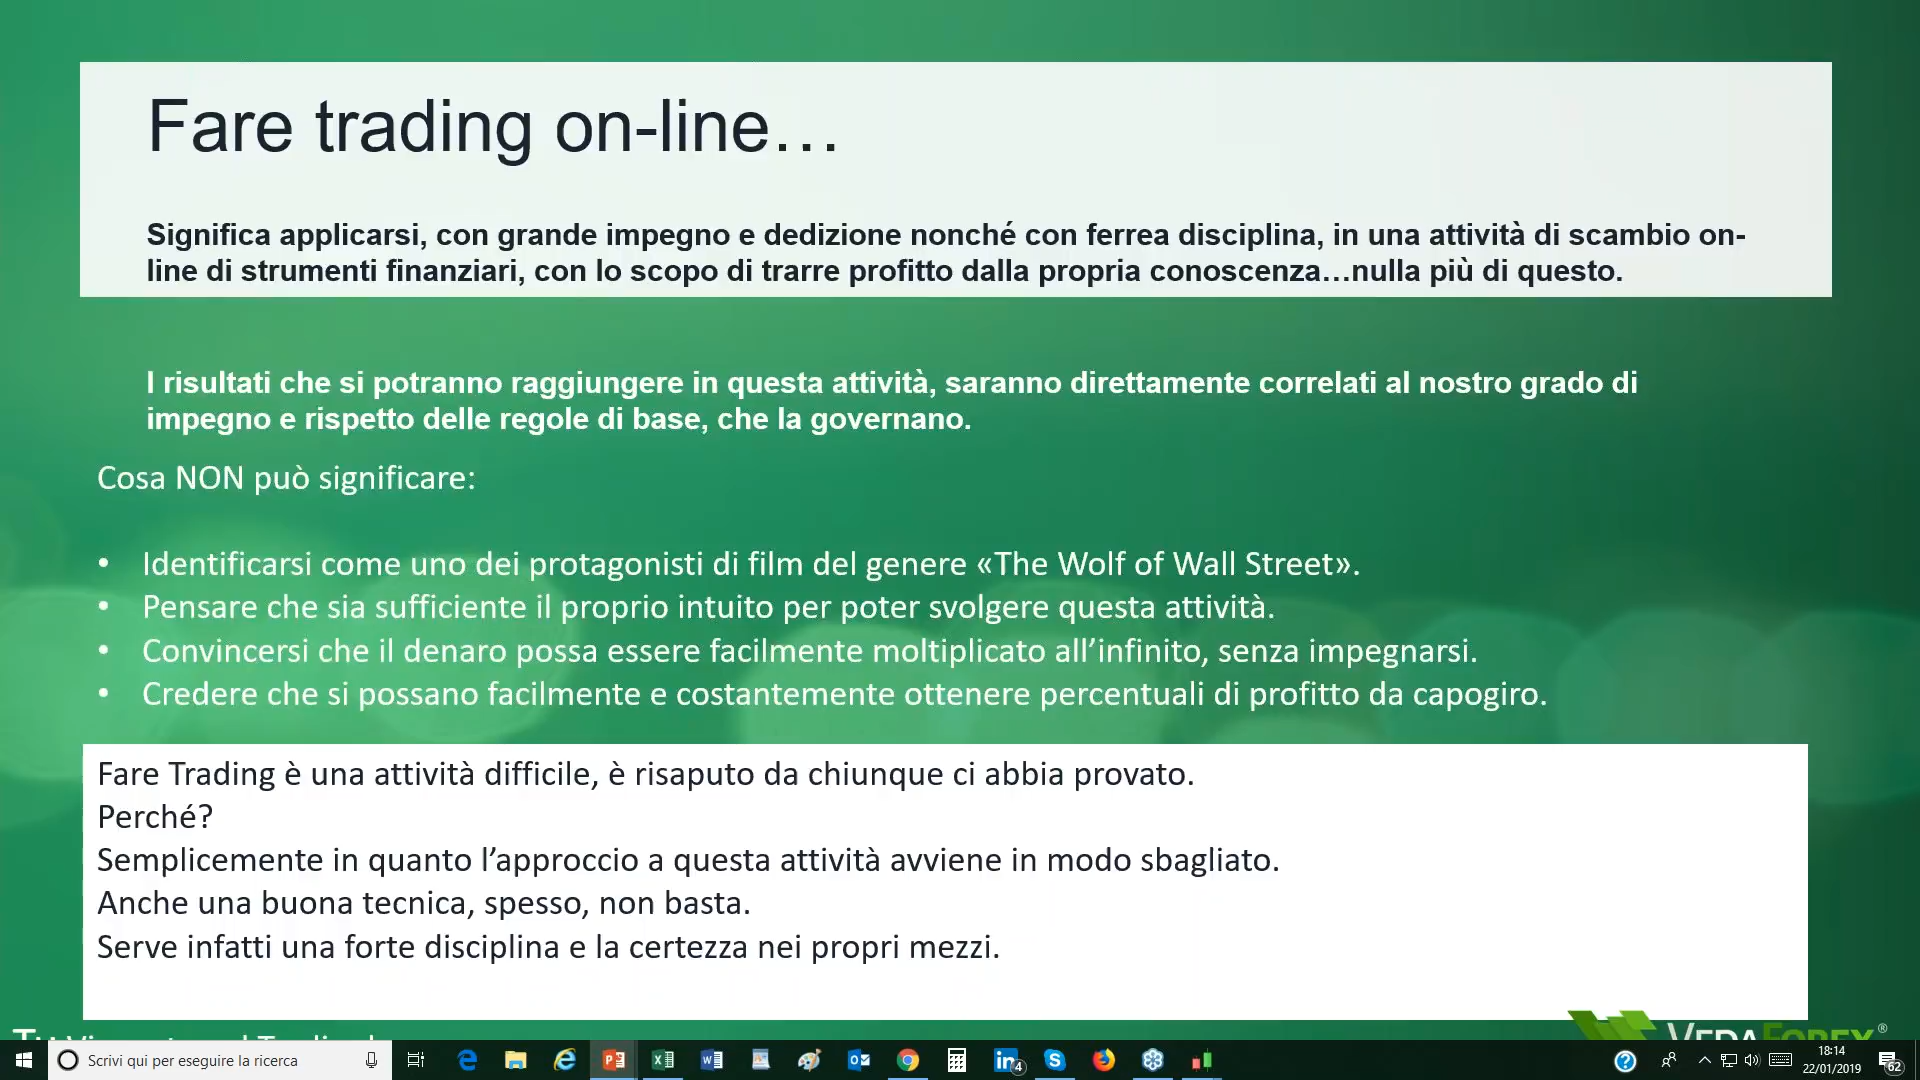 Fare trading on-line…
Significa applicarsi, con grande impegno e dedizione nonché con ferrea disciplina, in una attività di scambio on-
line di strumenti finanziari, con lo scopo di trarre profitto dalla propria conoscenza…nulla più di questo.
I risultati che si potranno raggiungere in questa attività, saranno direttamente correlati al nostro grado di
impegno e rispetto delle regole di base, che la governano.
Cosa NON può significare:
• Identificarsi come uno dei protagonisti di film del genere «The Wolf of Wall Street».
• Pensare che sia sufficiente il proprio intuito per poter svolgere questa attività.
• Convincersi che il denaro possa essere facilmente moltiplicato all’infinito, senza impegnarsi.
• Credere che si possano facilmente e costantemente ottenere percentuali di profitto da capogiro.
Fare Trading è una attività difficile, è risaputo da chiunque ci abbia provato.
Perché?
Semplicemente in quanto l’approccio a questa attività avviene in modo sbagliato.
Anche una buona tecnica, spesso, non basta.
Serve infatti una forte disciplina e la certezza nei propri mezzi.
VEDAFOREX®
Scrivi qui per eseguire la ricerca
4
18:14
22/01/2019
62